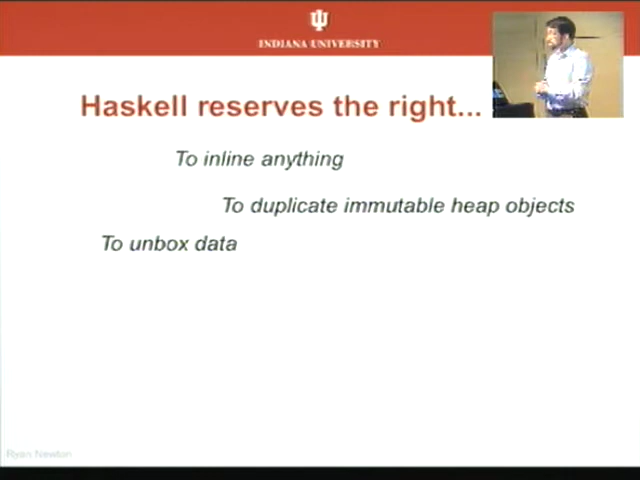 INDIANA UNIVERSITY
Haskell reserves the right...
To inline anything
To duplicate immutable heap objects
To unbox data
Ryan Newton